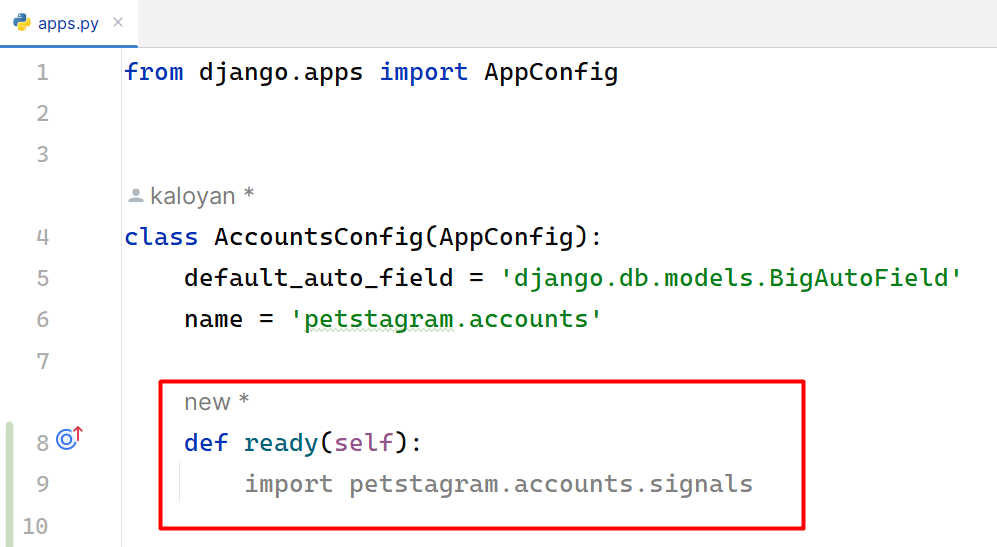 apps.py
1 from django.apps import AppConfig
2
3
kaloyan *
4 class AccountsConfig(AppConfig):
5 default_auto_field = 'django.db.models.BigAutoField'
6 name = 'petstagram.accounts'
7
new *
8 def ready(self):
9 import petstagram.accounts.signals
10